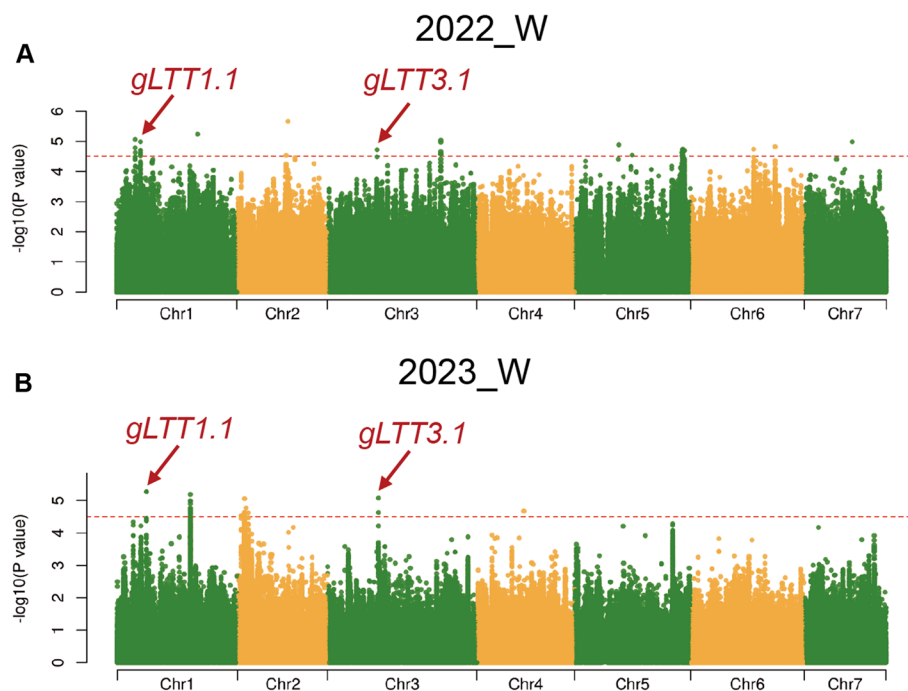 2022_W
A
gLTT1.1 gLTT3.1
6
5
4
3
2
1
0
-log10(P value)
Chr1 Chr2 Chr3 Chr4 Chr5 Chr6 Chr7
2023_W
B
gLTT1.1 gLTT3.1
5
4
3
2
1
0
-log10(P value)
Chr1 Chr2 Chr3 Chr4 Chr5 Chr6 Chr7